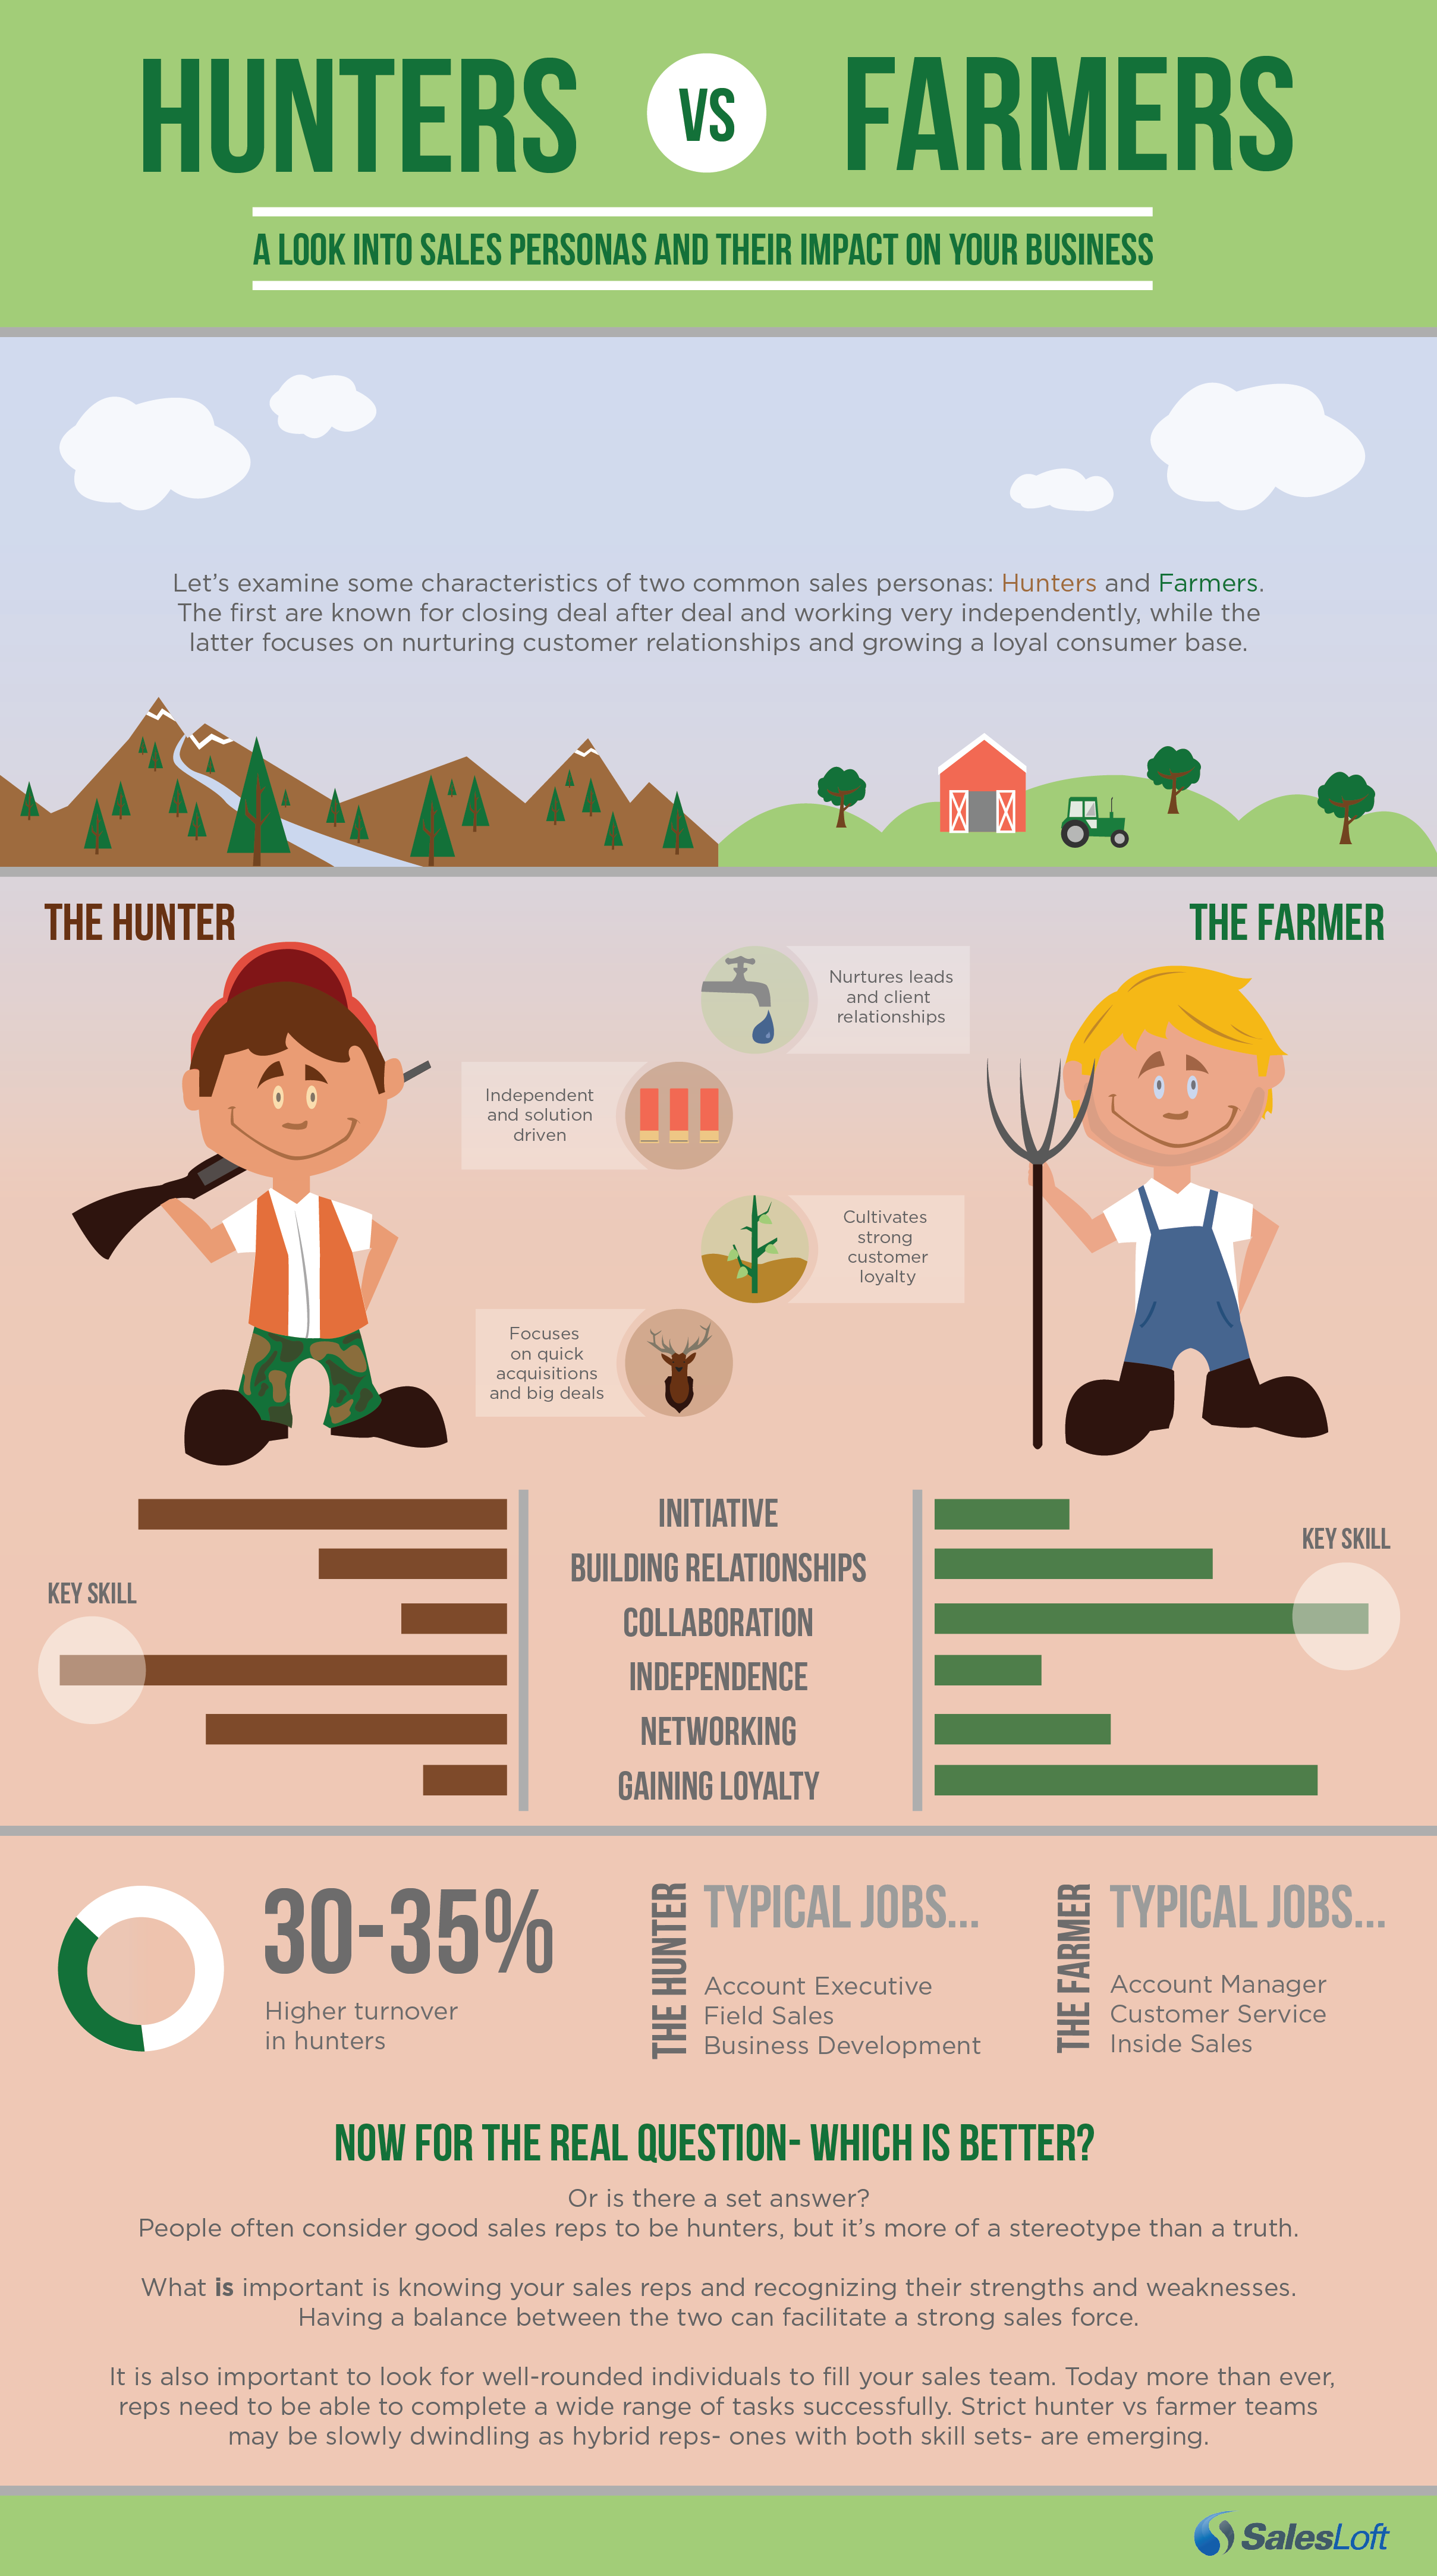 HUNTERS VS FARMERS
A LOOK INTO SALES PERSONAS AND THEIR IMPACT ON YOUR BUSINESS
Let's examine some characteristics of two common sales personas: Hunters and Farmers.
The first are known for closing deal after deal and working very independently, while the
latter focuses on nurturing customer relationships and growing a loyal consumer base.
THE HUNTER
THE FARMER
Nurtures leads
and client
relationships
Independent
and solution
driven
Cultivates
strong
customer
loyalty
Focuses
on quick
acquisitions
and big deals
INITIATIVE
BUILDING RELATIONSHIPS
COLLABORATION
INDEPENDENCE
NETWORKING
GAINING LOYALTY
KEY SKILL
KEY SKILL
30-35%
Higher turnover
in hunters
THE HUNTER
TYPICAL JOBS...
Account Executive
Field Sales
Business Development
THE FARMER
TYPICAL JOBS...
Account Manager
Customer Service
Inside Sales
NOW FOR THE REAL QUESTION- WHICH IS BETTER?
Or is there a set answer?
People often consider good sales reps to be hunters, but it's more of a stereotype than a truth.
What is important is knowing your sales reps and recognizing their strengths and weaknesses.
Having a balance between the two can facilitate a strong sales force.
It is also important to look for well-rounded individuals to fill your sales team. Today more than ever,
reps need to be able to complete a wide range of tasks successfully. Strict hunter vs farmer teams
may be slowly dwindling as hybrid reps- ones with both skill sets- are emerging.
SalesLoft